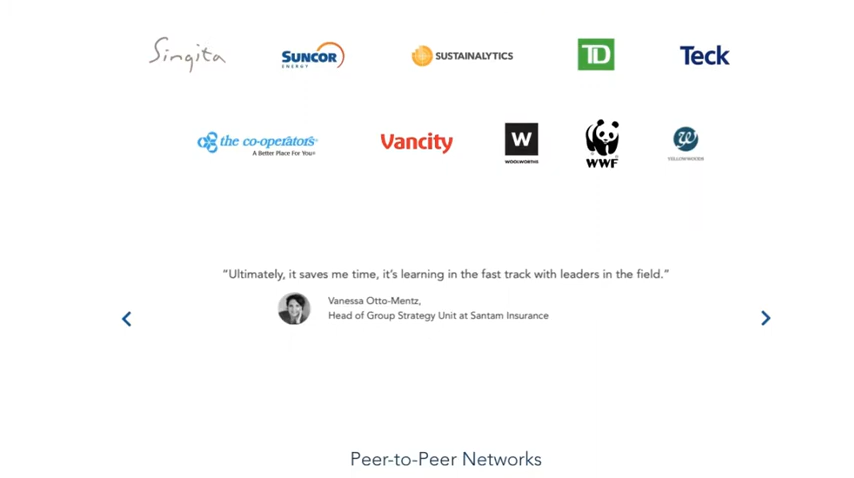 Singita
SUNCOR
ENERGY
SUSTAINALYTICS
TD
Teck
the co-operators
A Better Place For You®
Vancity
W
WOOLWORTHS
WWF
YELLOWWOODS
“Ultimately, it saves me time, it’s learning in the fast track with leaders in the field.”
Vanessa Otto-Mentz,
Head of Group Strategy Unit at Santam Insurance
Peer-to-Peer Networks